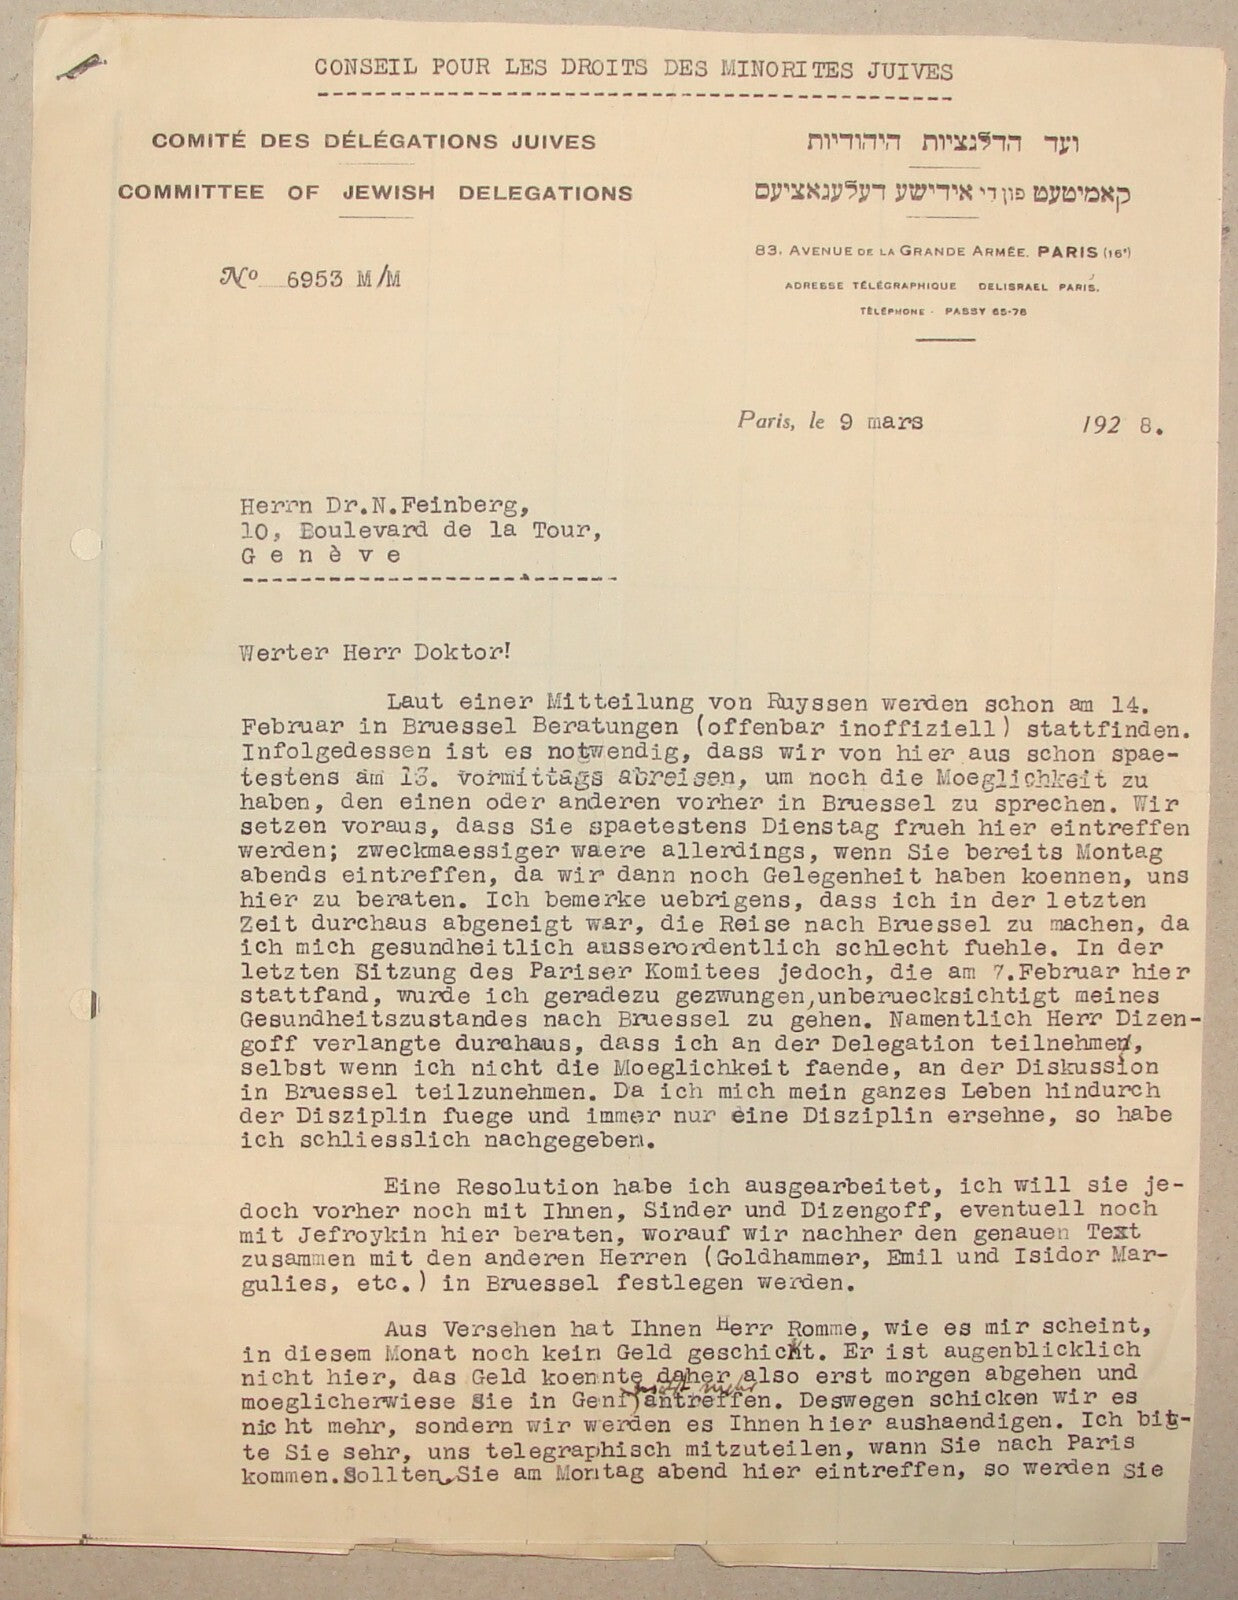 CONSEIL POUR LES DROITS DES MINORITES JUIVES
COMITÉ DES DÉLÉGATIONS JUIVES
COMMITTEE OF JEWISH DELEGATIONS
ועד הדלגציות היהודיות
קאמיטעט פון די אידישע דעלעגאציעס
83, AVENUE DE LA GRANDE ARMÉE. PARIS (16e)
ADRESSE TÉLÉGRAPHIQUE DELISRAEL PARIS.
TÉLÉPHONE - PASSY 65-78
No 6953 M/M
Paris, le 9 mars 192 8.
Herrn Dr.N.Feinberg,
10, Boulevard de la Tour,
G e n è v e
Werter Herr Doktor!
Laut einer Mitteilung von Ruyssen werden schon am 14.
Februar in Bruessel Beratungen (offenbar inoffiziell) stattfinden.
Infolgedessen ist es notwendig, dass wir von hier aus schon spae-
testens am 13. vormittags abreisen, um noch die Moeglichkeit zu
haben, den einen oder anderen vorher in Bruessel zu sprechen. Wir
setzen voraus, dass Sie spaetestens Dienstag frueh hier eintreffen
werden; zweckmaessiger waere allerdings, wenn Sie bereits Montag
abends eintreffen, da wir dann noch Gelegenheit haben koennen, uns
hier zu beraten. Ich bemerke uebrigens, dass ich in der letzten
Zeit durchaus abgeneigt war, die Reise nach Bruessel zu machen, da
ich mich gesundheitlich ausserordentlich schlecht fuehle. In der
letzten Sitzung des Pariser Komitees jedoch, die am 7.Februar hier
stattfand, wurde ich geradezu gezwungen,unberuecksichtigt meines
Gesundheitszustandes nach Bruessel zu gehen. Namentlich Herr Dizen-
goff verlangte durchaus, dass ich an der Delegation teilnehme,
selbst wenn ich nicht die Moeglichkeit faende, an der Diskussion
in Bruessel teilzunehmen. Da ich mich mein ganzes Leben hindurch
der Disziplin fuege und immer nur eine Disziplin ersehne, so habe
ich schliesslich nachgegeben.
Eine Resolution habe ich ausgearbeitet, ich will sie je-
doch vorher noch mit Ihnen, Sinder und Dizengoff, eventuell noch
mit Jefroykin hier beraten, worauf wir nachher den genauen Text
zusammen mit den anderen Herren (Goldhammer, Emil und Isidor Mar-
gulies, etc.) in Bruessel festlegen werden.
Aus Versehen hat Ihnen Herr Romme, wie es mir scheint,
in diesem Monat noch kein Geld geschickt. Er ist augenblicklich
nicht hier, das Geld koennte daher also erst morgen abgehen und
moeglicherwiese Sie in Genf nicht mehr antreffen. Deswegen schicken wir es
nicht mehr, sondern wir werden es Ihnen hier aushaendigen. Ich bit-
te Sie sehr, uns telegraphisch mitzuteilen, wann Sie nach Paris
kommen.Sollten Sie am Montag abend hier eintreffen, so werden Sie